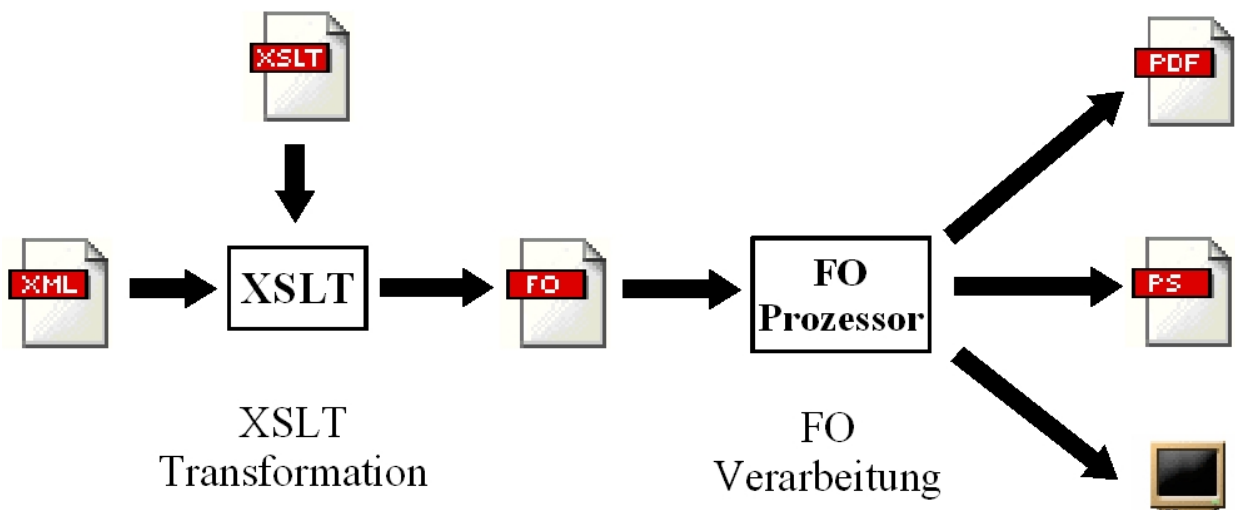 XSLT
PDF
XML
XSLT
FO
FO
Prozessor
PS
XSLT
Transformation
FO
Verarbeitung